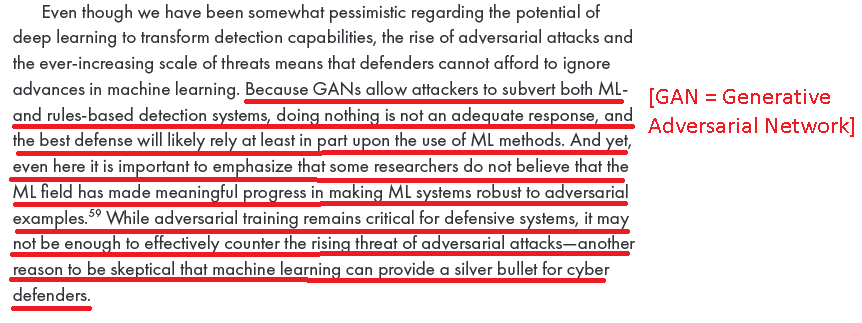 Even though we have been somewhat pessimistic regarding the potential of
deep learning to transform detection capabilities, the rise of adversarial attacks and
the ever-increasing scale of threats means that defenders cannot afford to ignore
advances in machine learning. Because GANs allow attackers to subvert both ML-
and rules-based detection systems, doing nothing is not an adequate response, and
the best defense will likely rely at least in part upon the use of ML methods. And yet,
even here it is important to emphasize that some researchers do not believe that the
ML field has made meaningful progress in making ML systems robust to adversarial
examples.⁵⁹ While adversarial training remains critical for defensive systems, it may
not be enough to effectively counter the rising threat of adversarial attacks—another
reason to be skeptical that machine learning can provide a silver bullet for cyber
defenders.
[GAN = Generative
Adversarial Network]